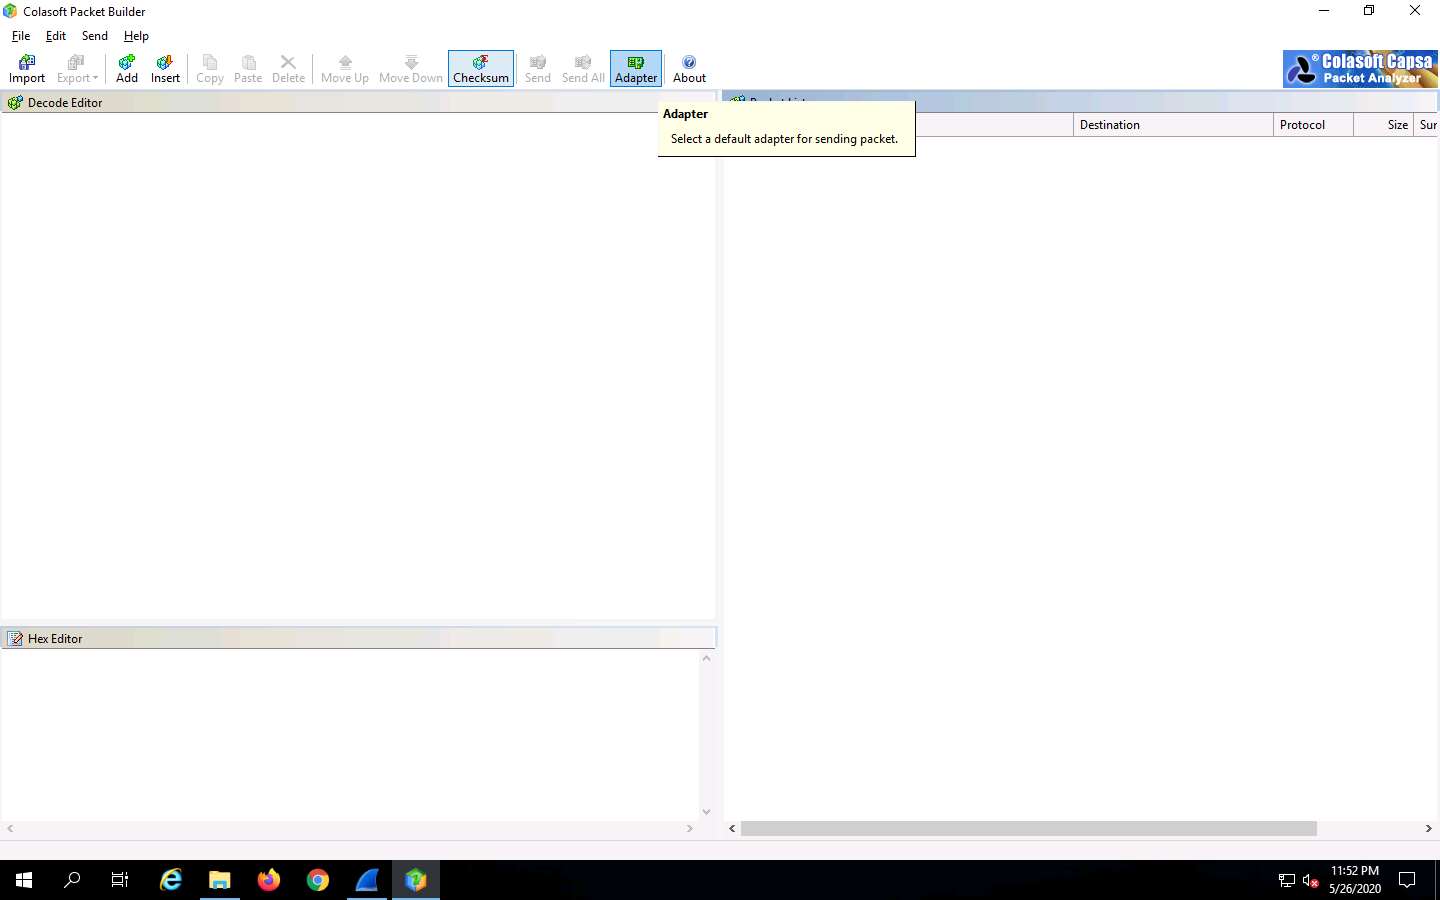 Colasoft Packet Builder
File Edit Send Help
Import Export Add Insert Copy Paste Delete Move Up Move Down Checksum Send Send All Adapter About
Colasoft Capsa
Packet Analyzer
Decode Editor
Adapter
Select a default adapter for sending packet.
Destination Protocol Size Sur
Hex Editor
11:52 PM
5/26/2020